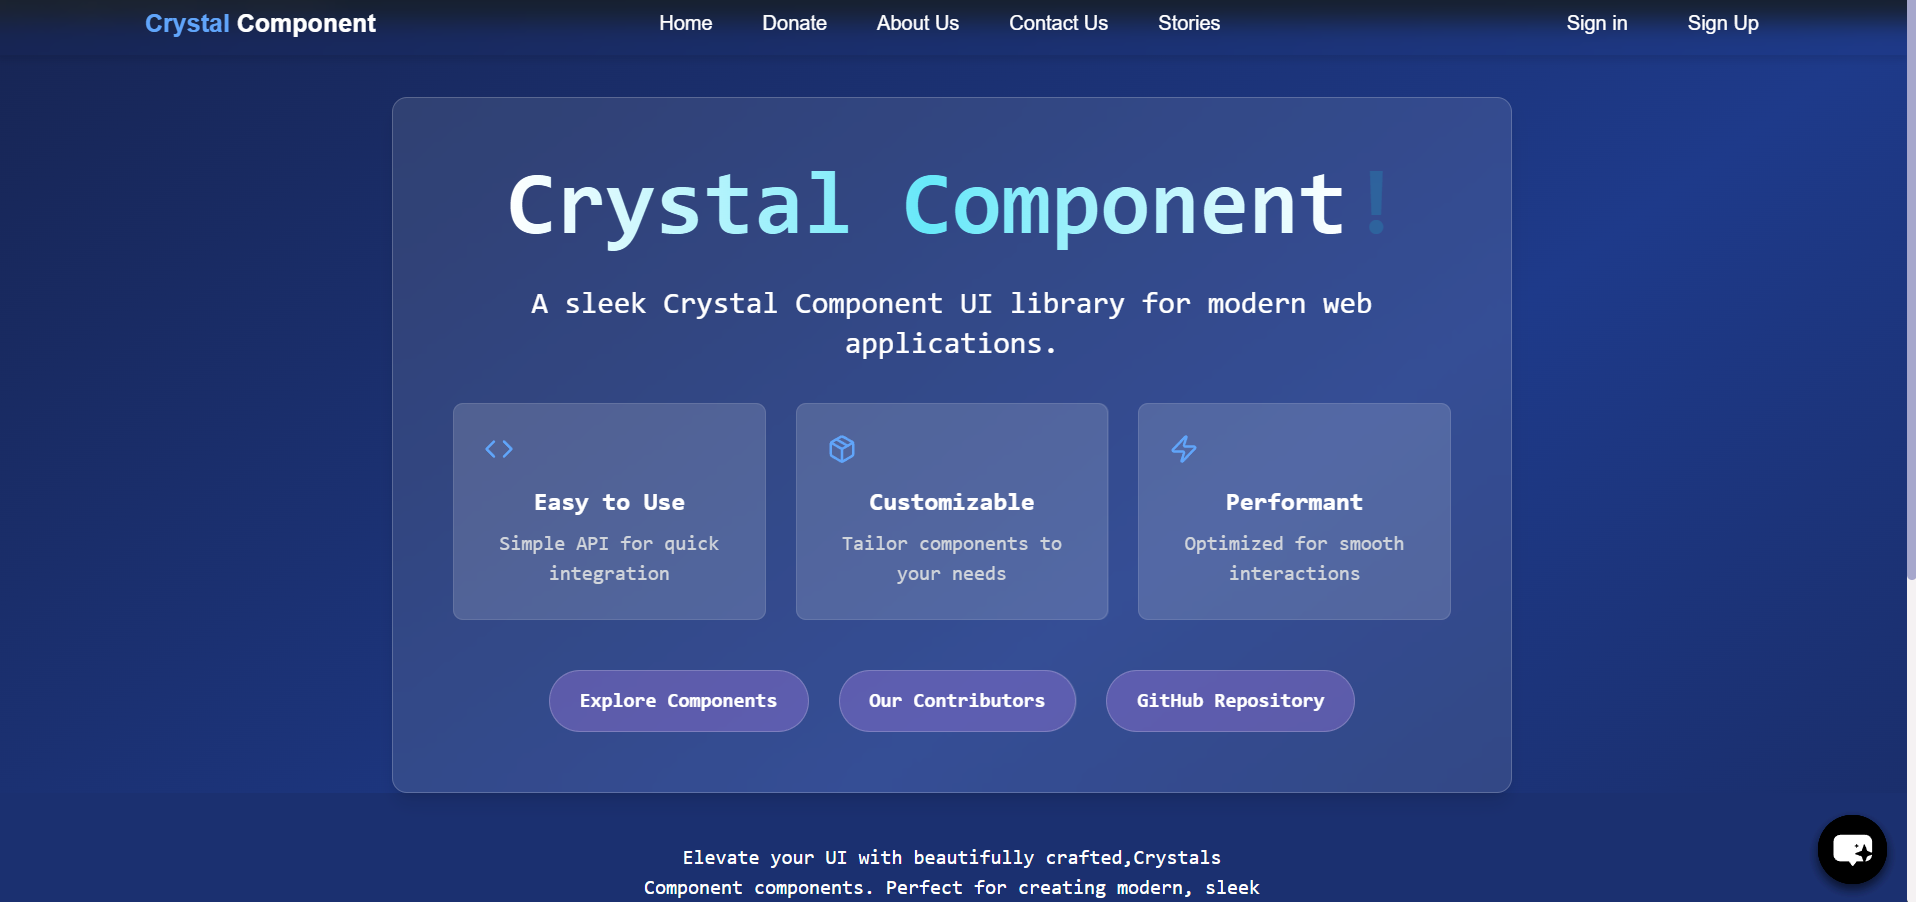 Crystal Component
Home Donate About Us Contact Us Stories
Sign in Sign Up
Crystal Component!
A sleek Crystal Component UI library for modern web
applications.
Easy to Use
Simple API for quick
integration
Customizable
Tailor components to
your needs
Performant
Optimized for smooth
interactions
Explore Components
Our Contributors
GitHub Repository
Elevate your UI with beautifully crafted,Crystals
Component components. Perfect for creating modern, sleek